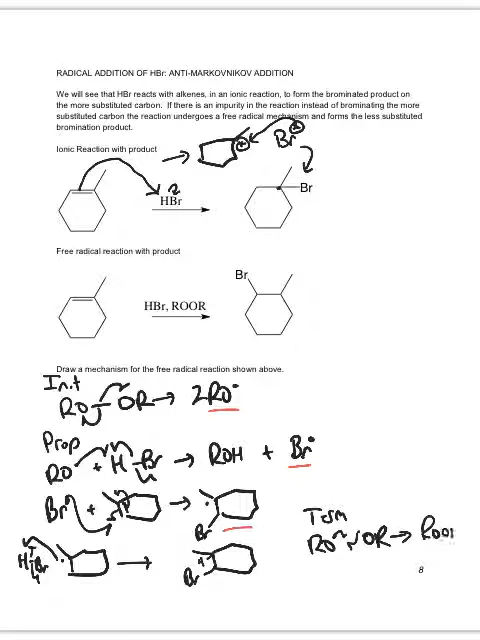 RADICAL ADDITION OF HBr: ANTI-MARKOVNIKOV ADDITION
We will see that HBr reacts with alkenes, in an ionic reaction, to form the brominated product on
the more substituted carbon. If there is an impurity in the reaction instead of brominating the more
substituted carbon the reaction undergoes a free radical mechanism and forms the less substituted
bromination product.
Ionic Reaction with product
Br
HBr
Br
Free radical reaction with product
Br
HBr, ROOR
Draw a mechanism for the free radical reaction shown above.
Init
RO OR → 2RO•
Prop
RO• + H Br → ROH + Br•
Br• + →
Br
Term
RO• •OR → ROOR
H Br →
Br
8